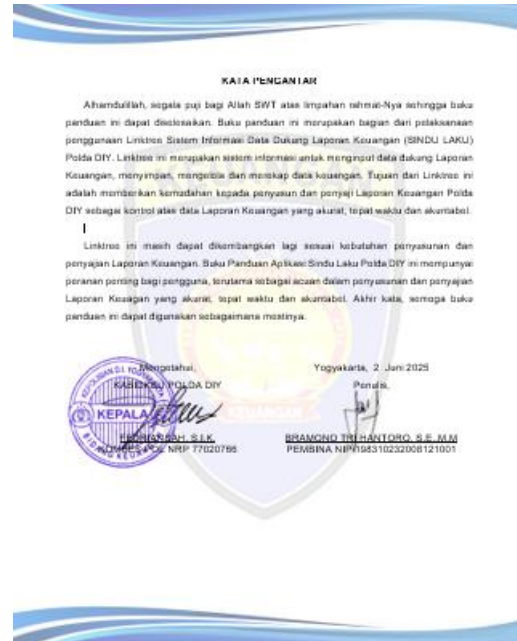 KATA PENGANTAR
Alhamdulillah, segala puji bagi Allah SWT atas limpahan rahmat-Nya sehingga buku
panduan ini dapat diselesaikan. Buku panduan ini merupakan bagian dari pelaksanaan
penggunaan Linktree Sistem Informasi Data Dukung Laporan Keuangan (SINDU LAKU)
Polda DIY. Linktree ini merupakan sistem informasi untuk menginput data dukung Laporan
Keuangan, menyimpan, mengelola dan merekap data keuangan. Tujuan dari Linktree ini
adalah memberikan kemudahan kepada penyusun dan penyaji Laporan Keuangan Polda
DIY sebagai kontrol atas data Laporan Keuangan yang akurat, tepat waktu dan akuntabel.
Linktree ini masih dapat dikembangkan lagi sesuai kebutuhan penyusunan dan
penyajian Laporan Keuangan. Buku Panduan Aplikasi Sindu Laku Polda DIY ini mempunyai
peranan penting bagi pengguna, terutama sebagai acuan dalam penyusunan dan penyajian
Laporan Keuagan yang akurat, tepat waktu dan akuntabel. Akhir kata, semoga buku
panduan ini dapat digunakan sebagaimana mestinya.
Mengetahui, Yogyakarta, 2 Juni 2025
KABIDKEU POLDA DIY Penulis,
KEPALA
KEUANGAN
S.I.K. BRAMONO TRI HANTORO, S.E.,M.M
NRP 77020766 PEMBINA NIP 198310232008121001
BIDANG KEUANGAN